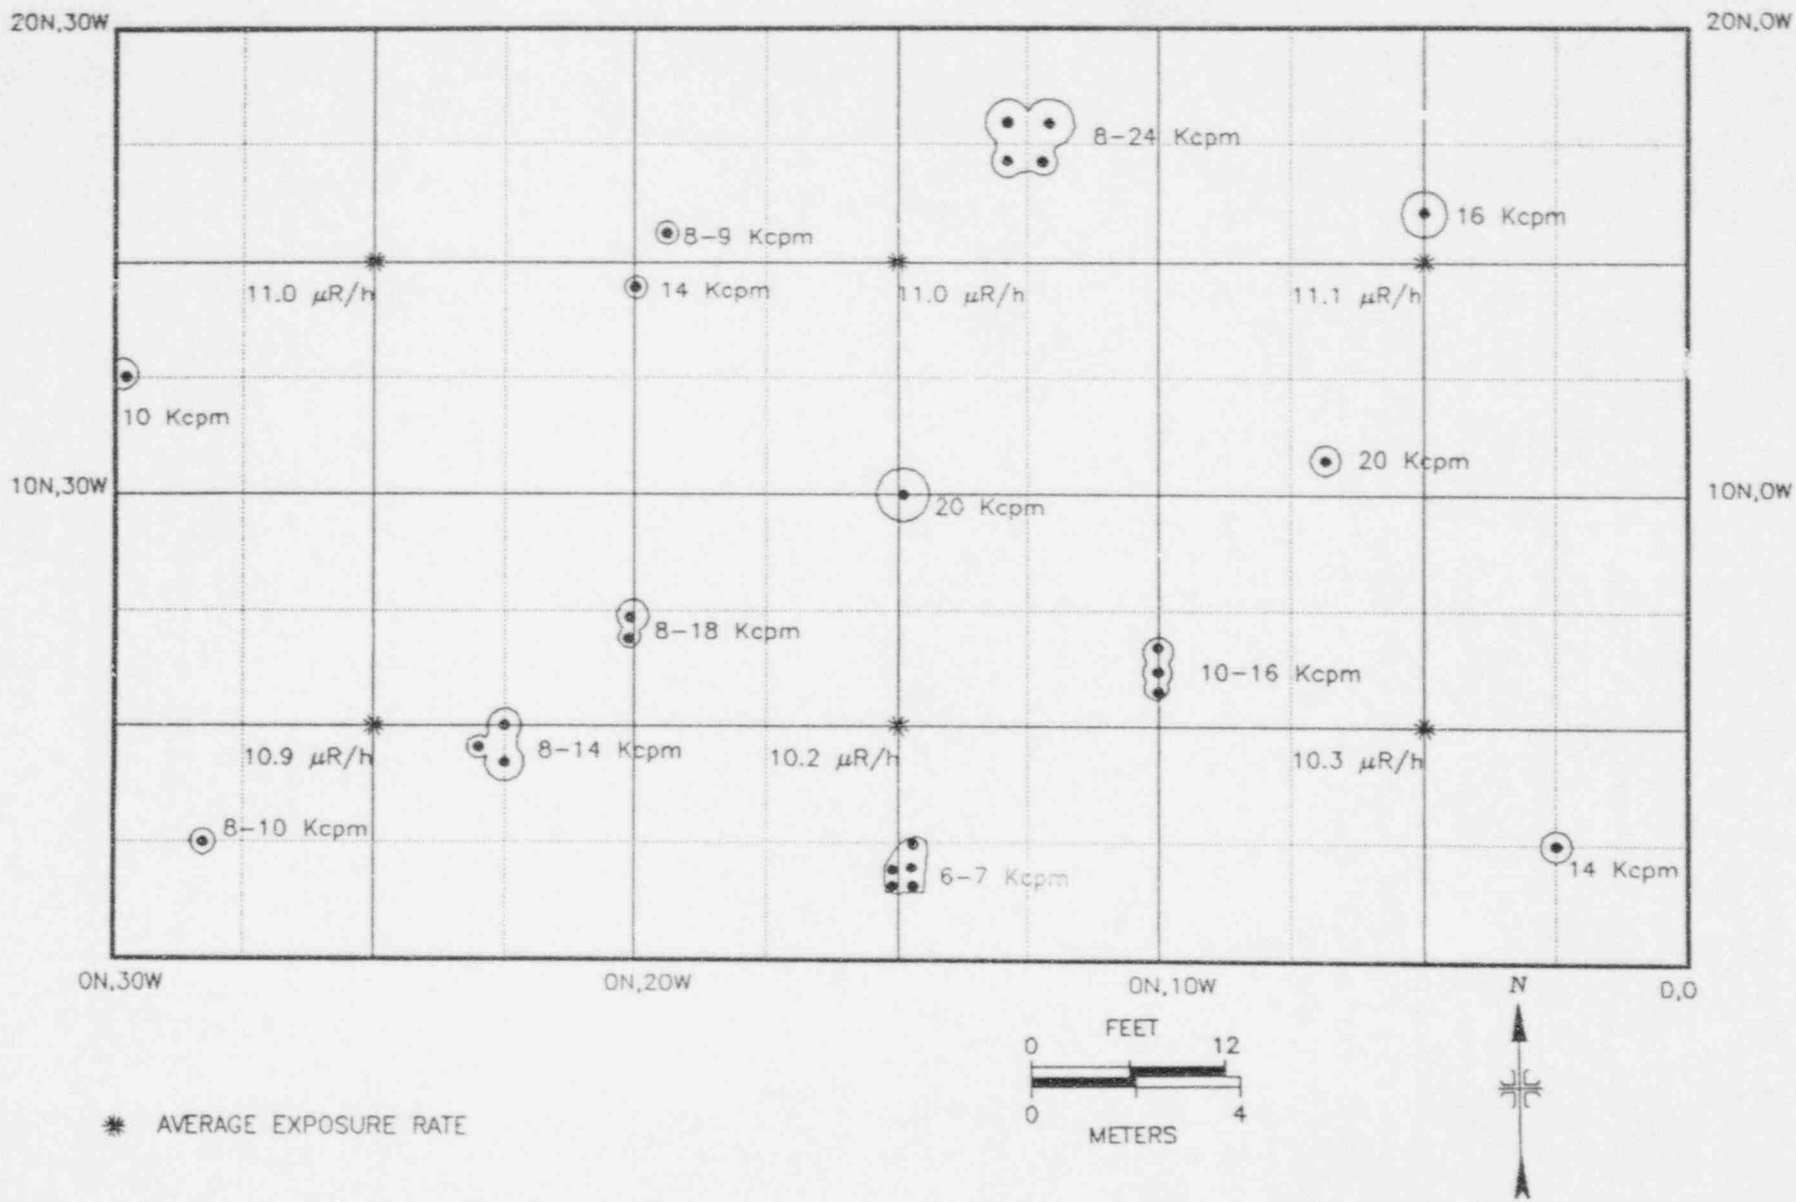 20N,30W
20N,0W
8-24 Kcpm
16 Kcpm
8-9 Kcpm
11.0 μR/h
14 Kcpm
11.0 μR/h
11.1 μR/h
10 Kcpm
20 Kcpm
10N,30W
10N,0W
20 Kcpm
8-18 Kcpm
10-16 Kcpm
10.9 μR/h
8-14 Kcpm
10.2 μR/h
10.3 μR/h
8-10 Kcpm
6-7 Kcpm
14 Kcpm
0N,30W
0N,20W
0N,10W
N
0,0
FEET
0 12
0 4
METERS
✳ AVERAGE EXPOSURE RATE